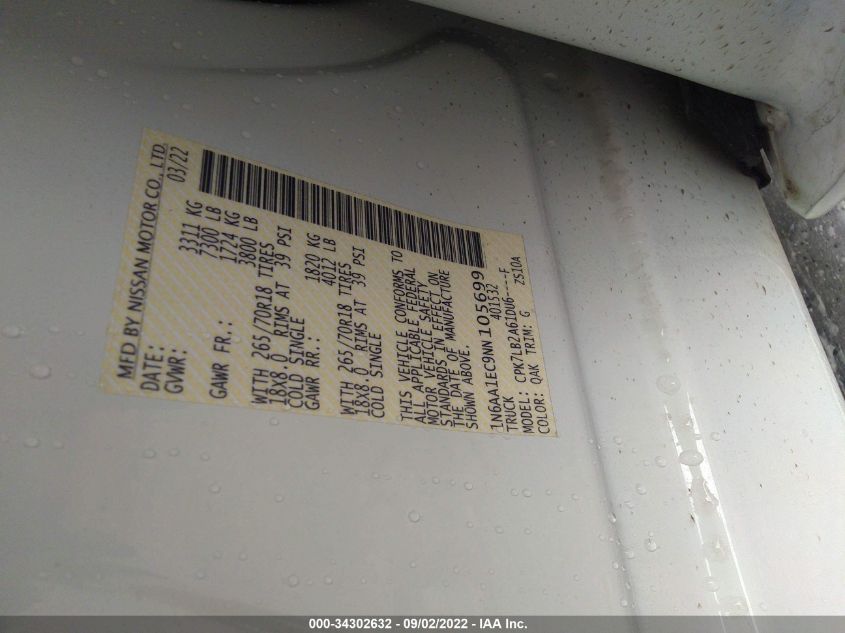 MFD BY NISSAN MOTOR CO., LTD.
DATE: 03/22
GVWR: 3311 KG
7300 LB
GAWR FR.: 1724 KG
3800 LB
WITH 265/70R18 TIRES
18X8.0 RIMS AT 39 PSI
COLD SINGLE
GAWR RR.: 1820 KG
4012 LB
WITH 265/70R18 TIRES
18X8.0 RIMS AT 39 PSI
COLD SINGLE
THIS VEHICLE CONFORMS TO
ALL APPLICABLE FEDERAL
MOTOR VEHICLE SAFETY
STANDARDS IN EFFECT ON
THE DATE OF MANUFACTURE
SHOWN ABOVE.
1N6AA1EC9NN105699
TRUCK 401532
MODEL: CPK7LB2A61DU6----F
COLOR: QAK TRIM: G ZS10A
000-34302632 - 09/02/2022 - IAA Inc.